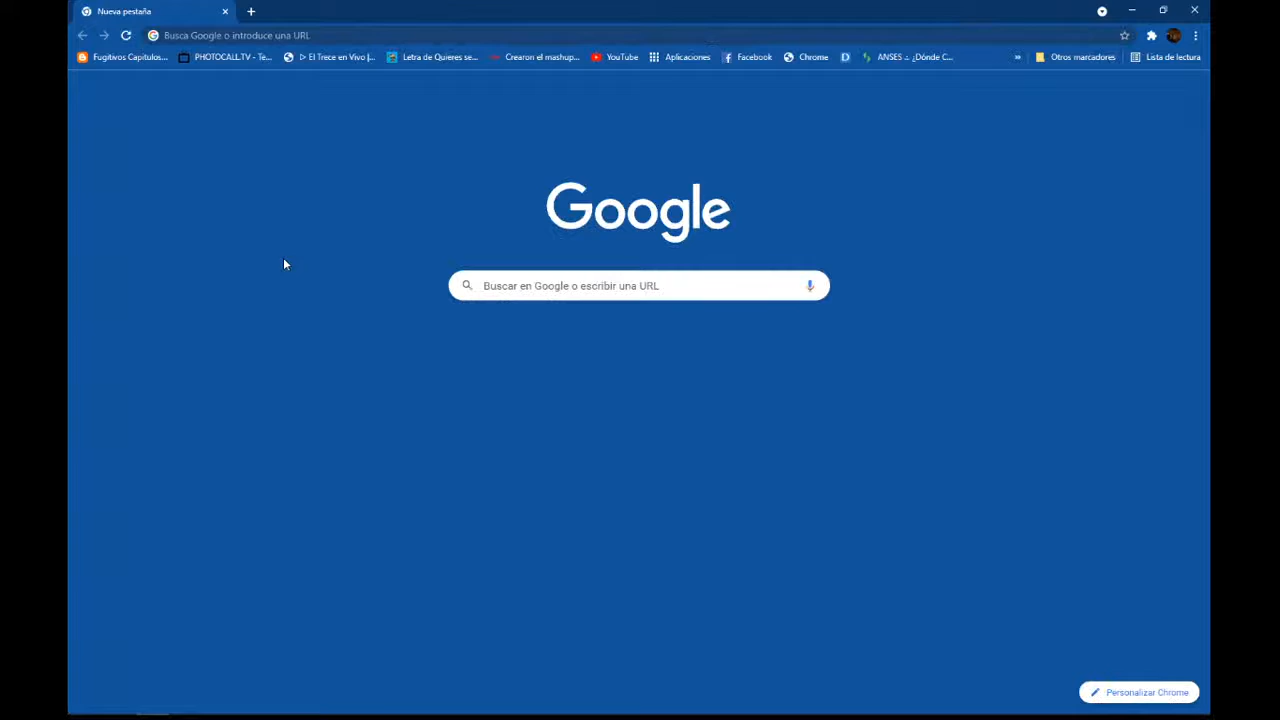 Nueva pestaña
Busca Google o introduce una URL
Fugitivos Capitulos... PHOTOCALL.TV - Te... ▷ El Trece en Vivo |... Letra de Quieres se... Crearon el mashup... YouTube Aplicaciones Facebook Chrome D ANSES .:. ¿Dónde C... » Otros marcadores Lista de lectura
Google
Buscar en Google o escribir una URL
Personalizar Chrome